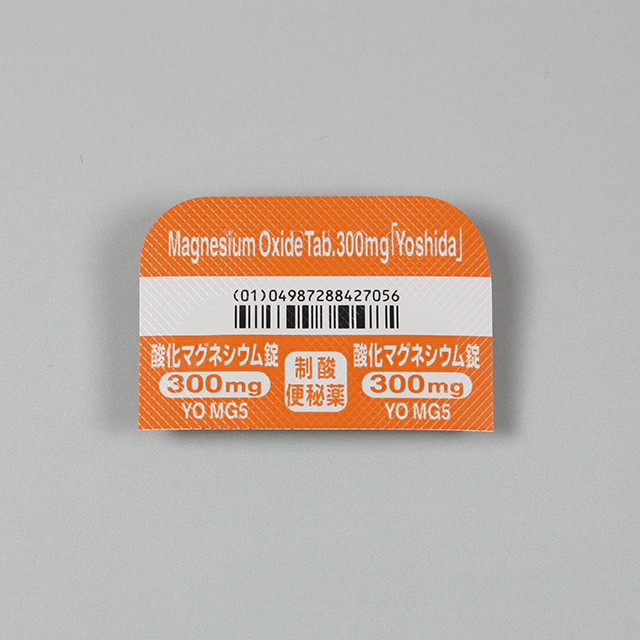 Magnesium Oxide Tab.300mg「Yoshida」
(01)04987288427056
酸化マグネシウム錠
300mg
YO MG5
制酸
便秘薬
酸化マグネシウム錠
300mg
YO MG5